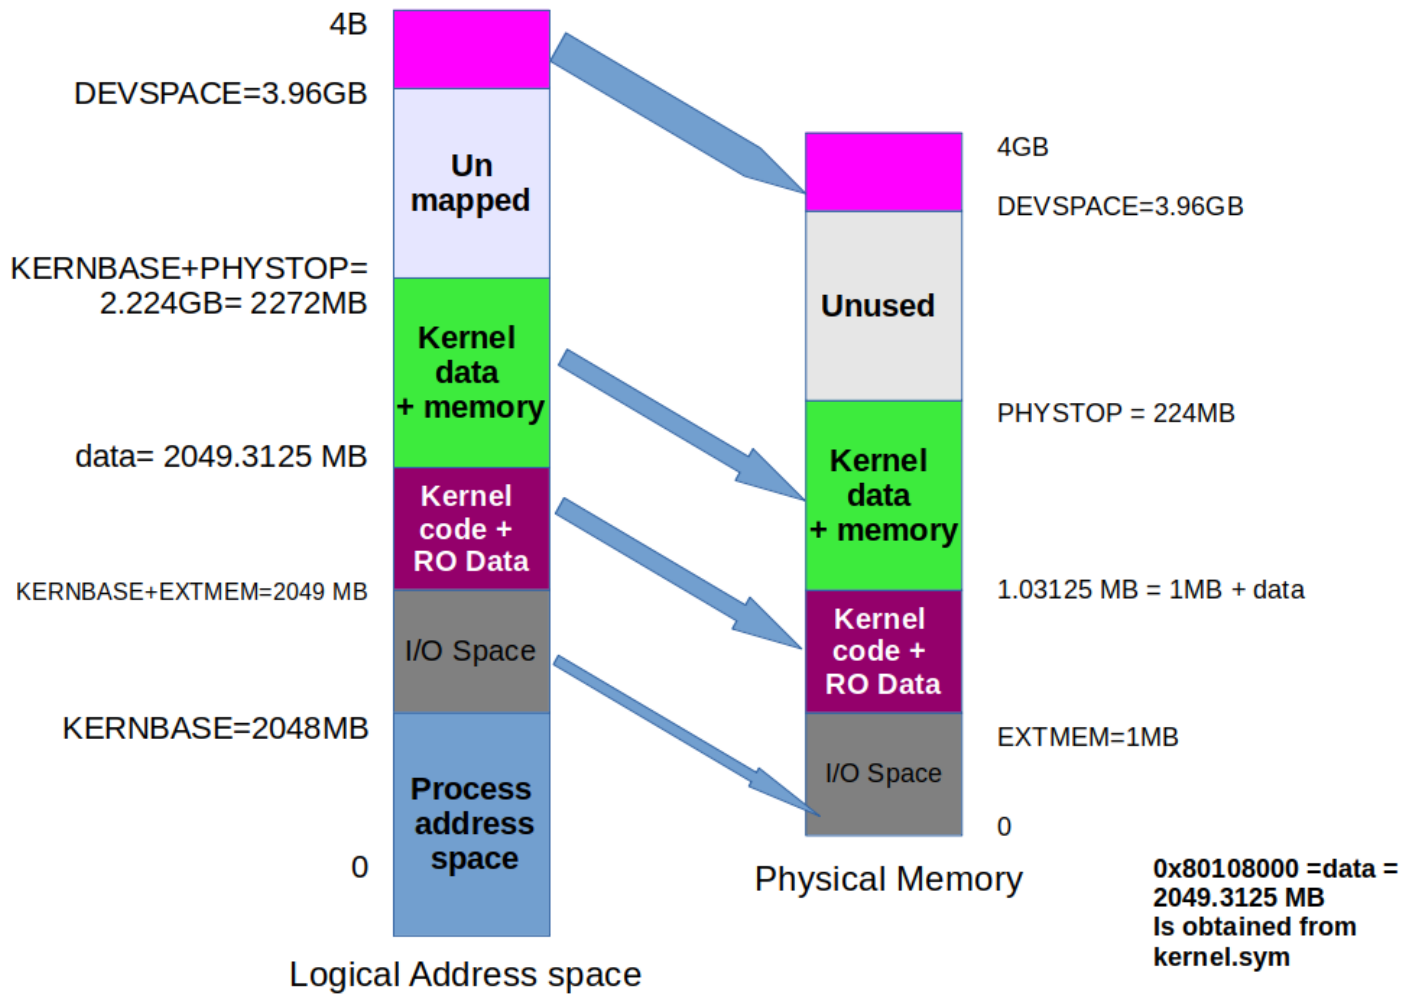 4B
DEVSPACE=3.96GB
Un
mapped
KERNBASE+PHYSTOP=
2.224GB= 2272MB
Kernel
data
+ memory
data= 2049.3125 MB
Kernel
code +
RO Data
KERNBASE+EXTMEM=2049 MB
I/O Space
KERNBASE=2048MB
Process
address
space
0
Logical Address space
4GB
DEVSPACE=3.96GB
Unused
PHYSTOP = 224MB
Kernel
data
+ memory
1.03125 MB = 1MB + data
Kernel
code +
RO Data
EXTMEM=1MB
I/O Space
0
Physical Memory
0x80108000 =data =
2049.3125 MB
Is obtained from
kernel.sym